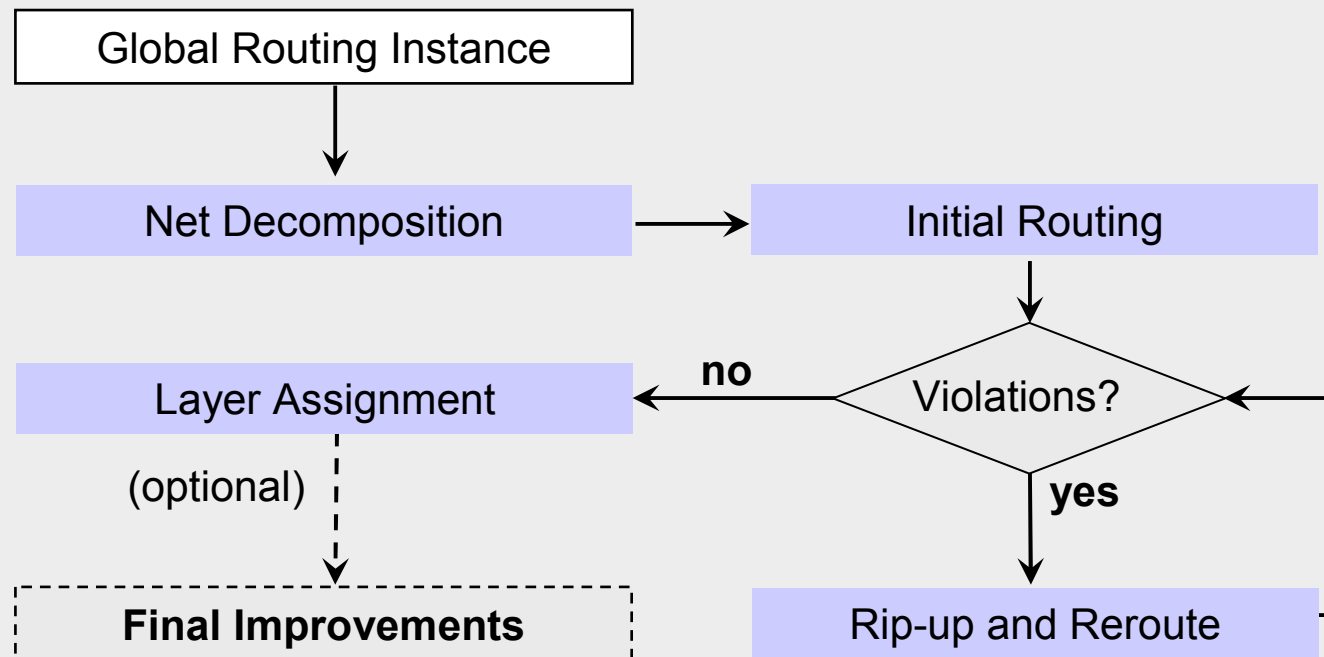 Global Routing Instance
Net Decomposition
Initial Routing
Layer Assignment
no
Violations?
(optional)
yes
Final Improvements
Rip-up and Reroute